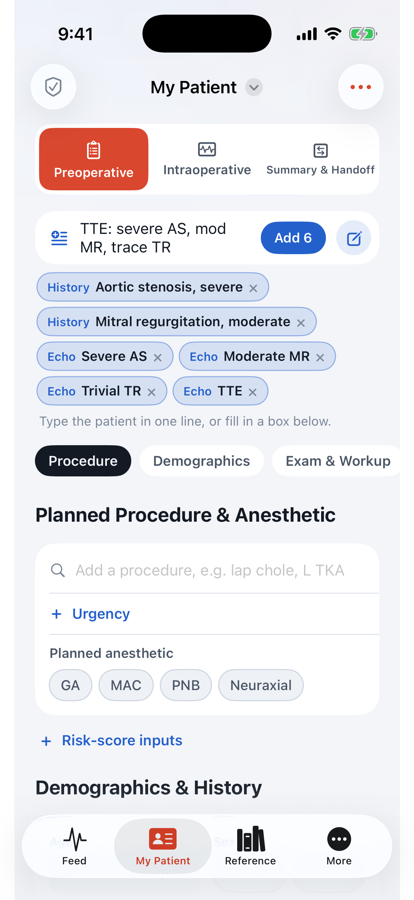 9:41
My Patient
Preoperative
Intraoperative
Summary & Handoff
TTE: severe AS, mod
MR, trace TR
Add 6
History Aortic stenosis, severe ×
History Mitral regurgitation, moderate ×
Echo Severe AS × Echo Moderate MR ×
Echo Trivial TR × Echo TTE ×
Type the patient in one line, or fill in a box below.
Procedure Demographics Exam & Workup
Planned Procedure & Anesthetic
Add a procedure, e.g. lap chole, L TKA
+ Urgency
Planned anesthetic
GA MAC PNB Neuraxial
+ Risk-score inputs
Demographics & History
Feed My Patient Reference More